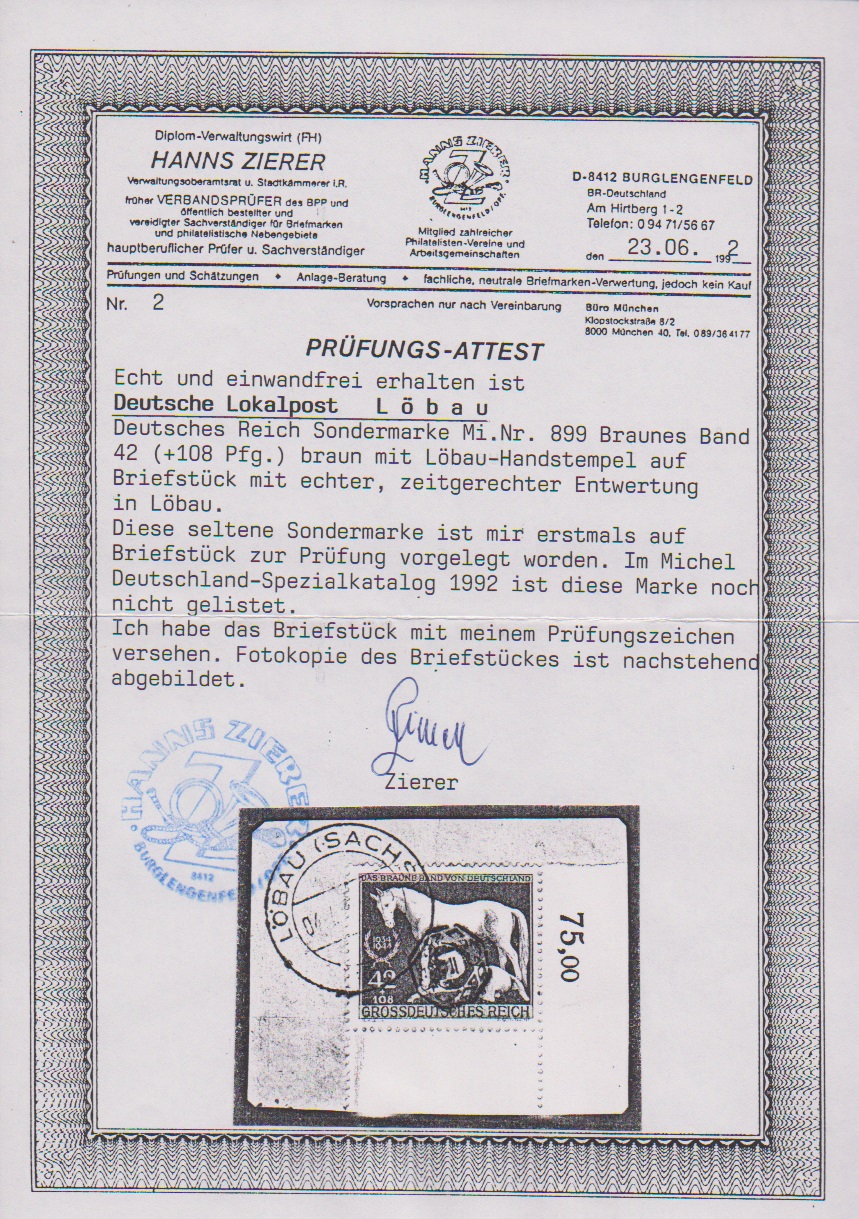 Diplom-Verwaltungswirt (FH)
HANNS ZIERER
Verwaltungsoberamtsrat u. Stadtkämmerer i.R.
früher VERBANDSPRÜFER des BPP und
öffentlich bestellter und
vereidigter Sachverständiger für Briefmarken
und philatelistische Nebengebiete
hauptberuflicher Prüfer u. Sachverständiger
HANNS ZIERER
BURGLENGENFELD/OPF.
8412
Mitglied zahlreicher
Philatelisten-Vereine und
Arbeitsgemeinschaften
D-8412 BURGLENGENFELD
BR-Deutschland
Am Hirtberg 1-2
Telefon: 0 94 71/56 67
den 23.06. 1992
Prüfungen und Schätzungen • Anlage-Beratung • fachliche, neutrale Briefmarken-Verwertung, jedoch kein Kauf
Nr. 2
Vorsprachen nur nach Vereinbarung
Büro München
Klopstockstraße 8/2
8000 München 40, Tel. 089/364177
PRÜFUNGS-ATTEST
Echt und einwandfrei erhalten ist
Deutsche Lokalpost L ö b a u
Deutsches Reich Sondermarke Mi.Nr. 899 Braunes Band
42 (+108 Pfg.) braun mit Löbau-Handstempel auf
Briefstück mit echter, zeitgerechter Entwertung
in Löbau.
Diese seltene Sondermarke ist mir erstmals auf
Briefstück zur Prüfung vorgelegt worden. Im Michel
Deutschland-Spezialkatalog 1992 ist diese Marke noch
nicht gelistet.
Ich habe das Briefstück mit meinem Prüfungszeichen
versehen. Fotokopie des Briefstückes ist nachstehend
abgebildet.
Zierer
HANNS ZIERER
8412
BURGLENGENFELD
LÖBAU (SACHS
DAS BRAUNE BAND VON DEUTSCHLAND
1934
1944
42
+
108
GROSSDEUTSCHES REICH
75,00